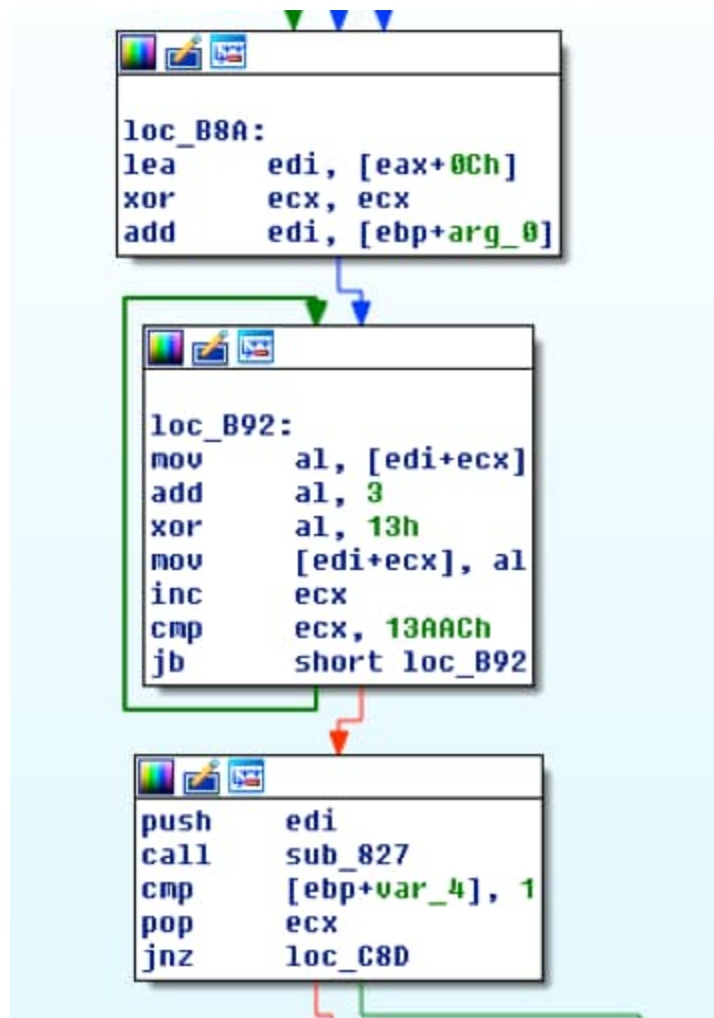 loc_B8A:
lea edi, [eax+0Ch]
xor ecx, ecx
add edi, [ebp+arg_0]
loc_B92:
mov al, [edi+ecx]
add al, 3
xor al, 13h
mov [edi+ecx], al
inc ecx
cmp ecx, 13AACh
jb short loc_B92
push edi
call sub_827
cmp [ebp+var_4], 1
pop ecx
jnz loc_C8D